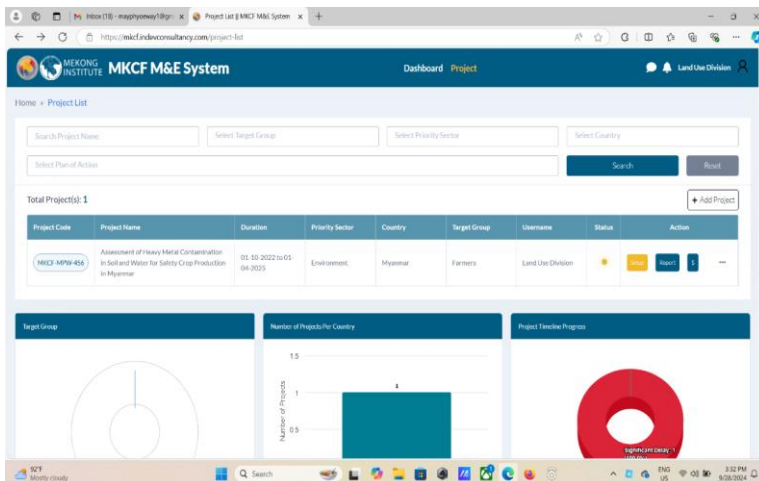 Inbox (18) - mayphyoeway1@gm
Project List || MKCF M&E System
https://mkcf.indevconsultancy.com/project-list
MEKONG INSTITUTE
MKCF M&E System
Dashboard Project
Land Use Division
Home » Project List
Search Project Name
Select Target Group
Select Priority Sector
Select Country
Select Plan of Action
Search
Reset
Total Project(s): 1
+ Add Project
Project Code Project Name Duration Priority Sector Country Target Group Username Status Action
MKCF-MPW-456
Assessment of Heavy Metal Contamination
in Soil and Water for Safety Crop Production
in Myanmar
01-10-2022 to 01-
04-2025
Environment
Myanmar
Farmers
Land Use Division
Setup
Report
$
Target Group
Number of Projects Per Country
Project Timeline Progress
1.5
1
0.5
Number of Projects
1
Significant Delay : 1
92°F
Mostly cloudy
Search
ENG
US
3:32 PM
9/28/2024